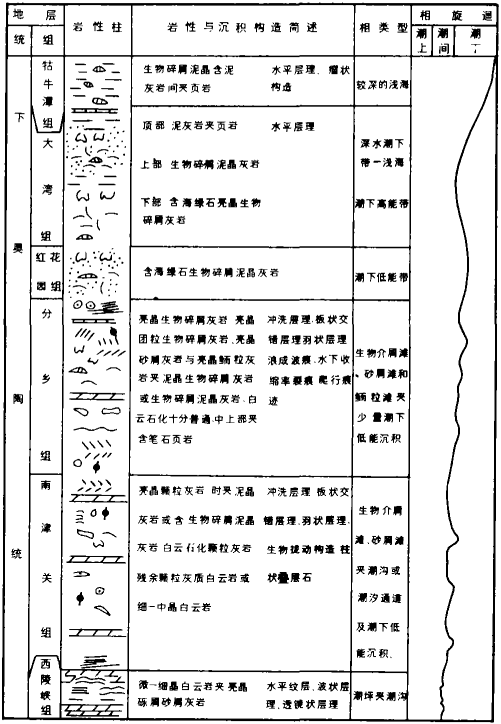 地 层
岩性柱
岩性与沉积构造简述
相类型
相 旋 迴
统
组
潮上
潮间
潮下
下
奥
陶
统
牯牛潭组
生物碎屑泥晶含泥
灰岩间夹页岩
水平层理、瘤状
构造
较深的浅海
大湾组
顶部 泥灰岩夹页岩
水平层理
上部 生物碎屑泥晶灰岩
深水潮下
带—浅海
下部 含海绿石亮晶生物
碎屑灰岩
潮下高能带
红花
园组
含海绿石生物碎屑泥晶灰岩
潮下低能带
分乡组
亮晶生物碎屑灰岩 亮晶
团粒生物碎屑灰岩、亮晶
砂屑灰岩与亮晶鲕粒灰
岩夹泥晶生物碎屑灰岩
或生物碎屑泥晶灰岩、白
云石化十分普遍、中上部夹
含笔石页岩
冲洗层理、板状交
错层理羽状层理
浪成波痕、水下收
缩率裂痕 爬行痕
迹
生物介屑滩
、砂屑滩和
鲕粒滩夹
少量潮下
低能沉积
南津关组
亮晶颗粒灰岩 时夹泥晶
灰岩或含生物碎屑泥晶
灰岩 白云石化颗粒灰岩
残余颗粒灰质白云岩或
细—中晶白云岩
冲洗层理 板状交
错层理、羽状层理、
生物扰动构造 柱
状叠层石
生物介屑
滩、砂屑滩
夹潮沟或
潮汐通道
及潮下低
能沉积、
西陵峡组
微—细晶白云岩夹亮晶
砾屑砂屑灰岩
水平纹层、波状层
理、透镜状层理
潮坪夹潮沟